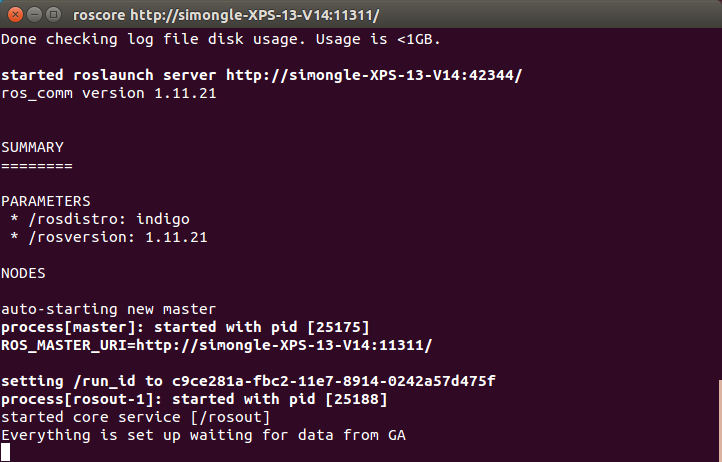 roscore http://simongle-XPS-13-V14:11311/
Done checking log file disk usage. Usage is <1GB.
started roslaunch server http://simongle-XPS-13-V14:42344/
ros_comm version 1.11.21
SUMMARY
========
PARAMETERS
 * /rosdistro: indigo
 * /rosversion: 1.11.21
NODES
auto-starting new master
process[master]: started with pid [25175]
ROS_MASTER_URI=http://simongle-XPS-13-V14:11311/
setting /run_id to c9ce281a-fbc2-11e7-8914-0242a57d475f
process[rosout-1]: started with pid [25188]
started core service [/rosout]
Everything is set up waiting for data from GA